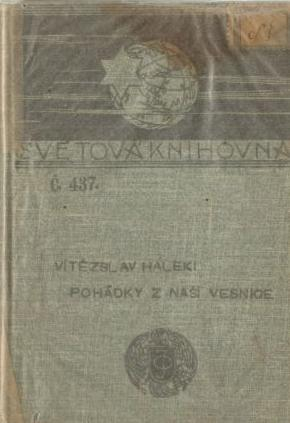 SVĚTOVÁ KNIHOVNA
Č. 437.
VÍTĚZSLAV HÁLEK:
POHÁDKY Z NAŠÍ VESNICE